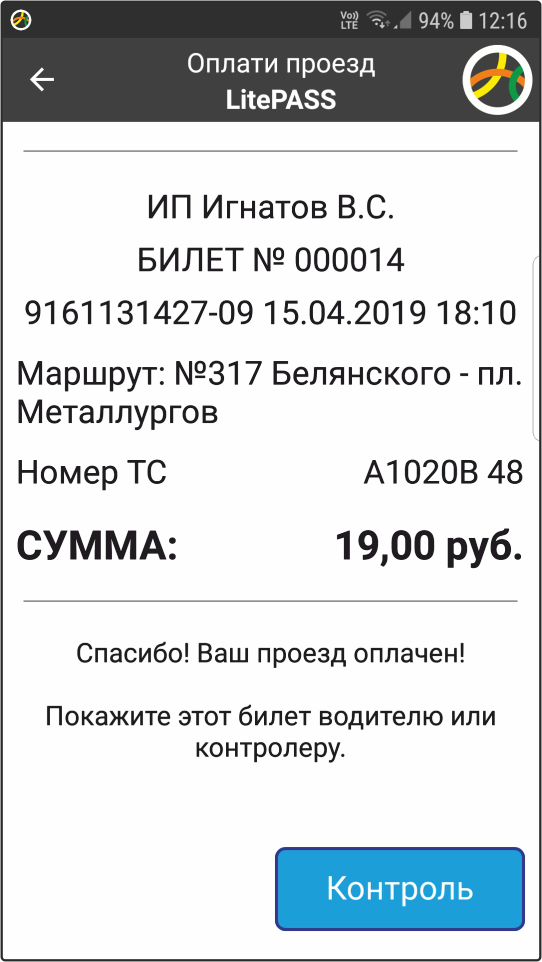 Vo)) LTE 94% 12:16
Оплати проезд
LitePASS
ИП Игнатов В.С.
БИЛЕТ № 000014
9161131427-09 15.04.2019 18:10
Маршрут: №317 Белянского - пл.
Металлургов
Номер ТС А1020В 48
СУММА: 19,00 руб.
Спасибо! Ваш проезд оплачен!
Покажите этот билет водителю или
контролеру.
Контроль